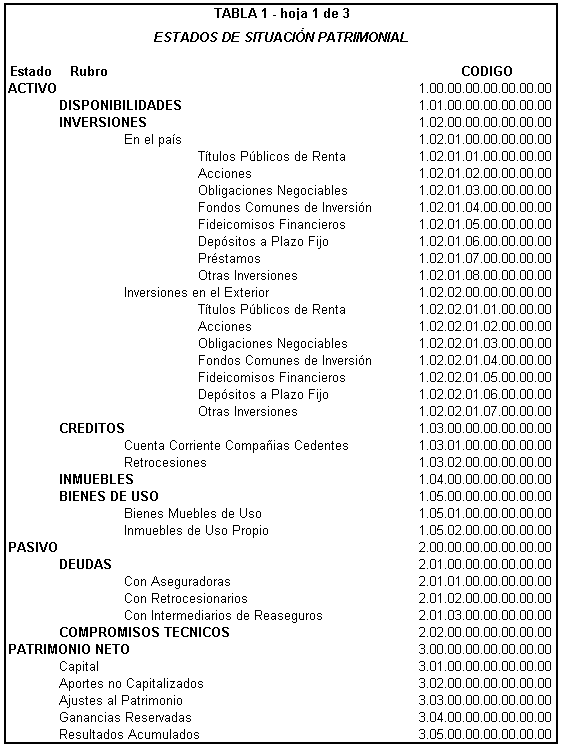 TABLA 1 - hoja 1 de 3
ESTADOS DE SITUACIÓN PATRIMONIAL
Estado Rubro CODIGO
ACTIVO 1.00.00.00.00.00.00.00
DISPONIBILIDADES 1.01.00.00.00.00.00.00
INVERSIONES 1.02.00.00.00.00.00.00
En el país 1.02.01.00.00.00.00.00
Títulos Públicos de Renta 1.02.01.01.00.00.00.00
Acciones 1.02.01.02.00.00.00.00
Obligaciones Negociables 1.02.01.03.00.00.00.00
Fondos Comunes de Inversión 1.02.01.04.00.00.00.00
Fideicomisos Financieros 1.02.01.05.00.00.00.00
Depósitos a Plazo Fijo 1.02.01.06.00.00.00.00
Préstamos 1.02.01.07.00.00.00.00
Otras Inversiones 1.02.01.08.00.00.00.00
Inversiones en el Exterior 1.02.02.00.00.00.00.00
Títulos Públicos de Renta 1.02.02.01.01.00.00.00
Acciones 1.02.02.01.02.00.00.00
Obligaciones Negociables 1.02.02.01.03.00.00.00
Fondos Comunes de Inversión 1.02.02.01.04.00.00.00
Fideicomisos Financieros 1.02.02.01.05.00.00.00
Depósitos a Plazo Fijo 1.02.02.01.06.00.00.00
Otras Inversiones 1.02.02.01.07.00.00.00
CREDITOS 1.03.00.00.00.00.00.00
Cuenta Corriente Compañias Cedentes 1.03.01.00.00.00.00.00
Retrocesiones 1.03.02.00.00.00.00.00
INMUEBLES 1.04.00.00.00.00.00.00
BIENES DE USO 1.05.00.00.00.00.00.00
Bienes Muebles de Uso 1.05.01.00.00.00.00.00
Inmuebles de Uso Propio 1.05.02.00.00.00.00.00
PASIVO 2.00.00.00.00.00.00.00
DEUDAS 2.01.00.00.00.00.00.00
Con Aseguradoras 2.01.01.00.00.00.00.00
Con Retrocesionarios 2.01.02.00.00.00.00.00
Con Intermediarios de Reaseguros 2.01.03.00.00.00.00.00
COMPROMISOS TECNICOS 2.02.00.00.00.00.00.00
PATRIMONIO NETO 3.00.00.00.00.00.00.00
Capital 3.01.00.00.00.00.00.00
Aportes no Capitalizados 3.02.00.00.00.00.00.00
Ajustes al Patrimonio 3.03.00.00.00.00.00.00
Ganancias Reservadas 3.04.00.00.00.00.00.00
Resultados Acumulados 3.05.00.00.00.00.00.00